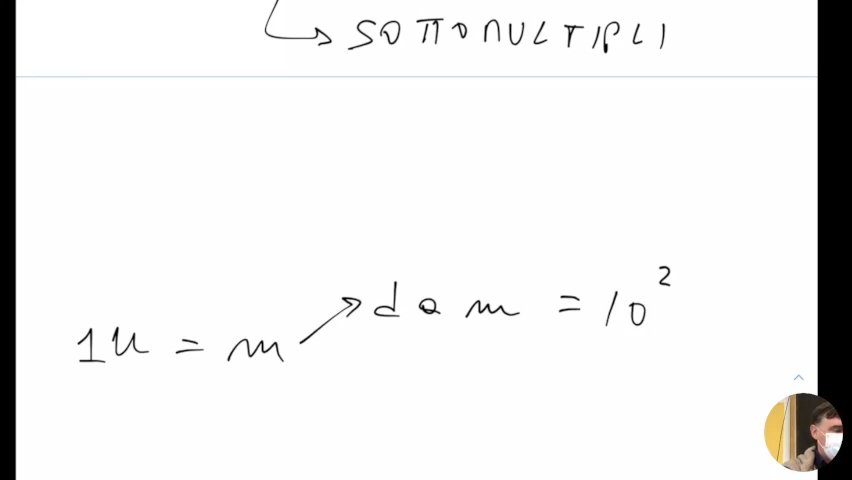 SOTTOMULTIPLI
dam = 10²
1u = m